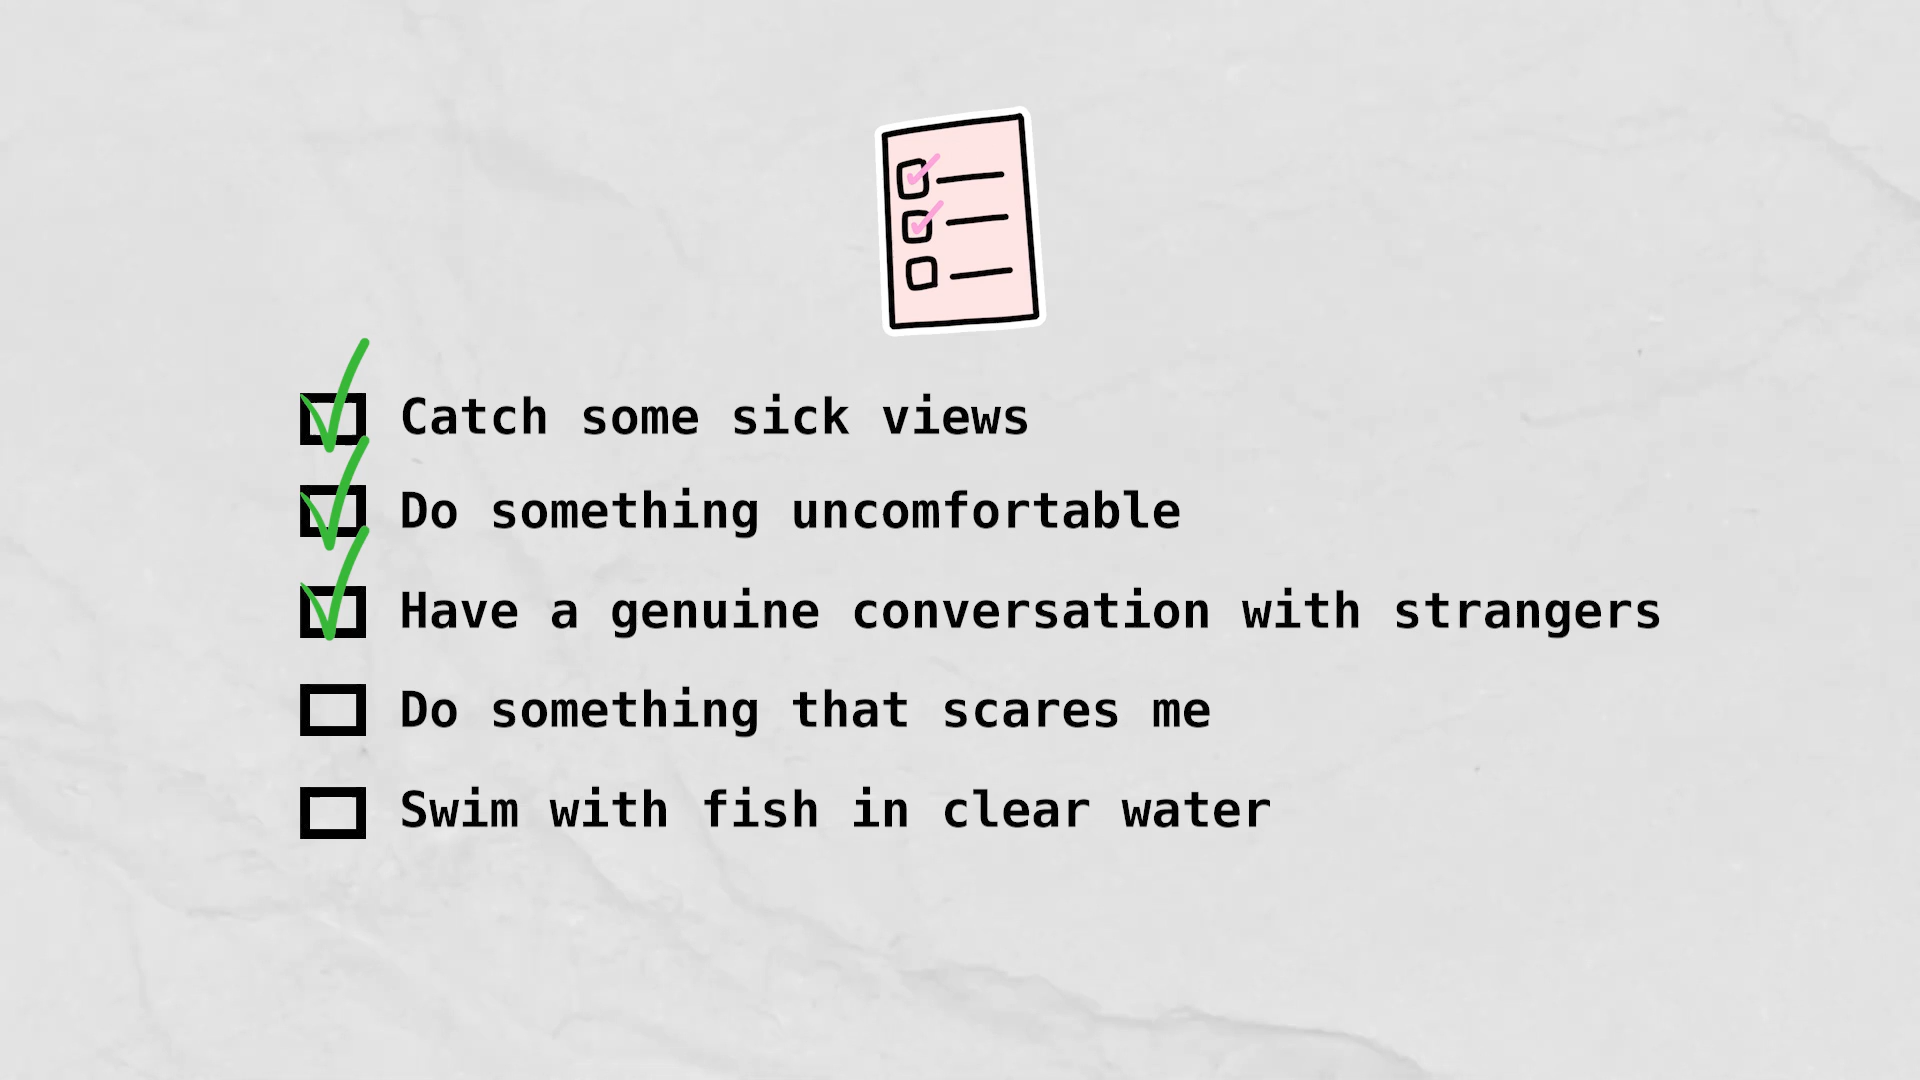 Catch some sick views
Do something uncomfortable
Have a genuine conversation with strangers
Do something that scares me
Swim with fish in clear water